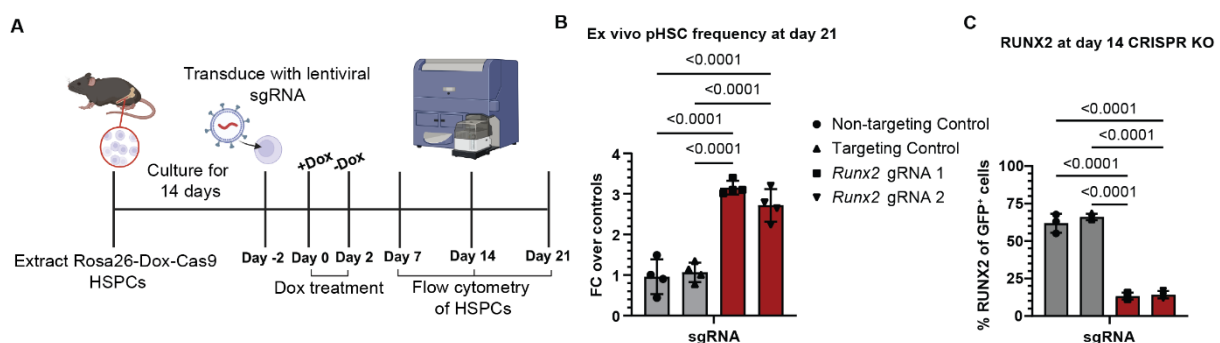 A
Transduce with lentiviral
sgRNA
Culture for
14 days
+Dox
-Dox
Extract Rosa26-Dox-Cas9
HSPCs
Day -2
Day 0
Day 2
Day 7
Day 14
Day 21
Dox treatment
Flow cytometry
of HSPCs
B
Ex vivo pHSC frequency at day 21
<0.0001
<0.0001
<0.0001
<0.0001
FC over controls
4
3
2
1
0
sgRNA
Non-targeting Control
Targeting Control
Runx2 gRNA 1
Runx2 gRNA 2
C
RUNX2 at day 14 CRISPR KO
<0.0001
<0.0001
<0.0001
<0.0001
% RUNX2 of GFP+ cells
100
75
50
25
0
sgRNA